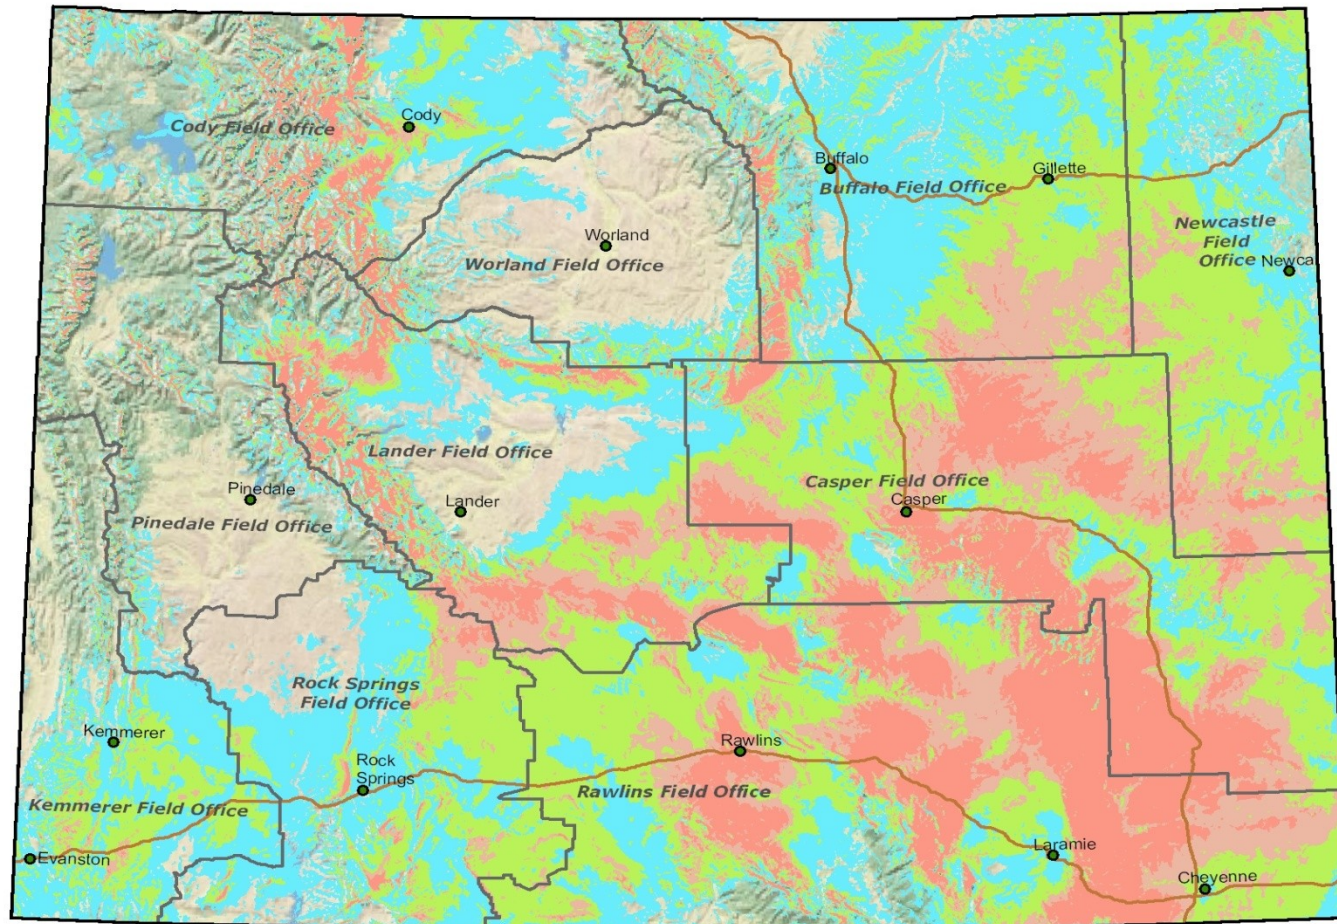 Cody
Cody Field Office
Buffalo
Buffalo Field Office
Gillette
Newcastle
Field
Office
Newca
Worland
Worland Field Office
Lander Field Office
Lander
Pinedale
Pinedale Field Office
Casper Field Office
Casper
Rock Springs
Field Office
Kemmerer
Kemmerer Field Office
Rock
Springs
Rawlins
Rawlins Field Office
Evanston
Laramie
Cheyenne